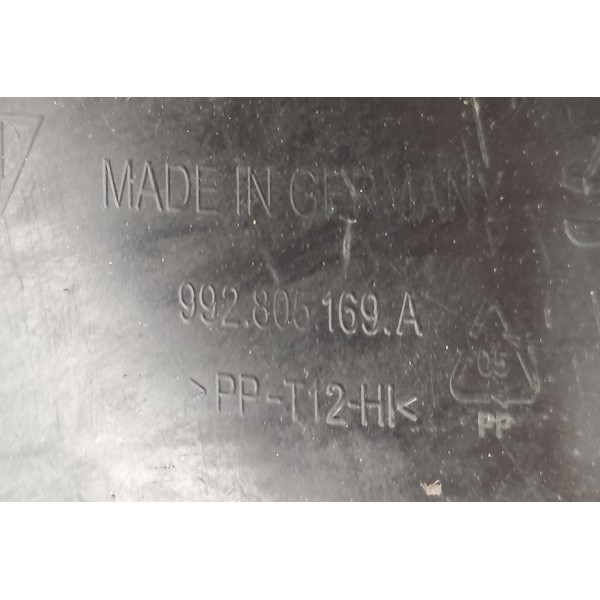 MADE IN GERMANY
992.805.169.A
>PP-T12-HI<
05
PP